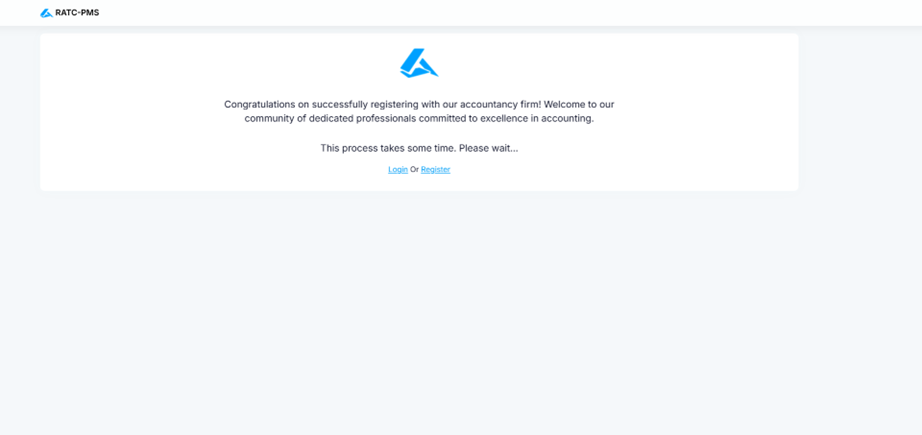 RATC-PMS
Congratulations on successfully registering with our accountancy firm! Welcome to our
community of dedicated professionals committed to excellence in accounting.
This process takes some time. Please wait...
Login Or Register